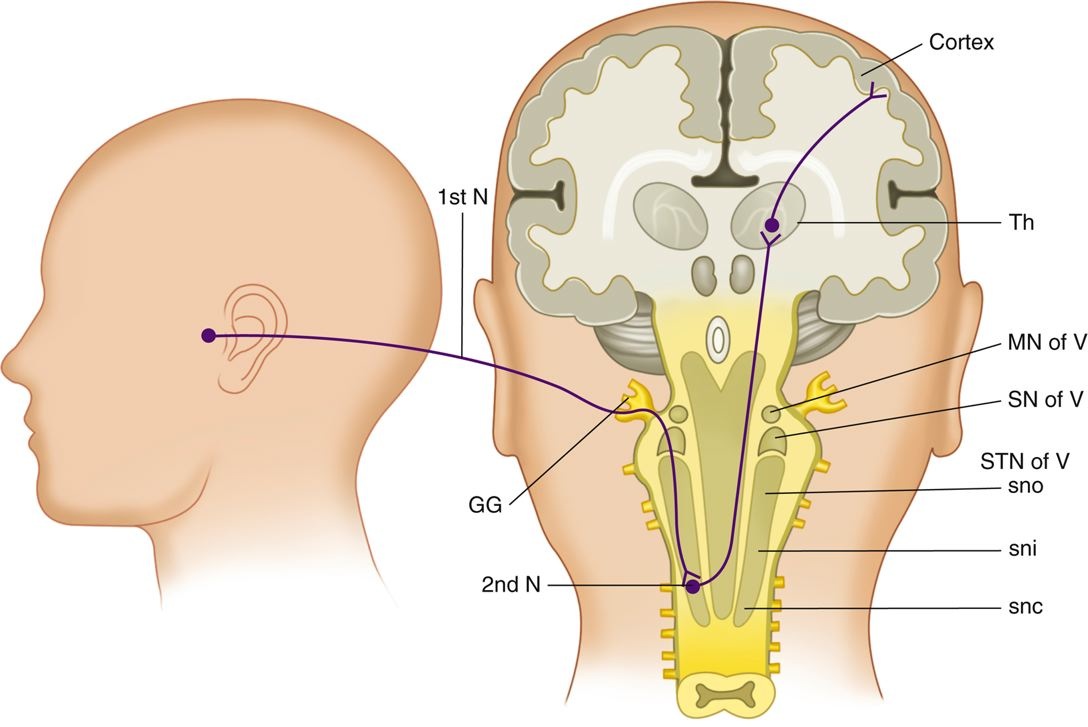 Cortex
1st N
Th
MN of V
SN of V
STN of V
sno
GG
sni
2nd N
snc